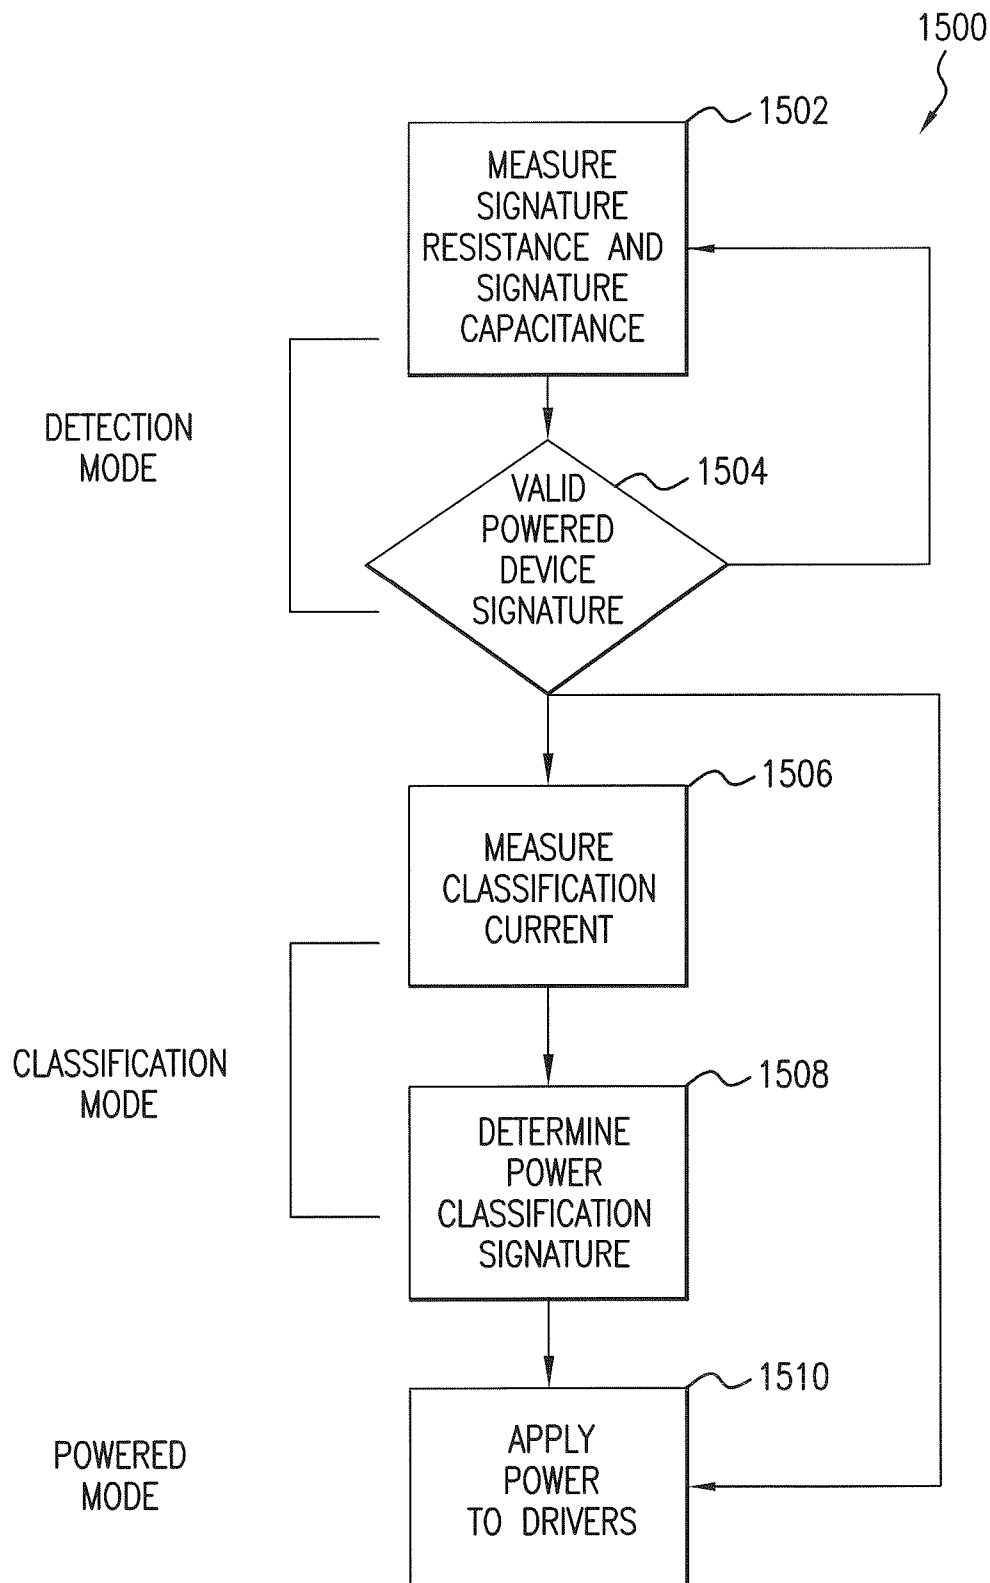 1500
1502
MEASURE
SIGNATURE
RESISTANCE AND
SIGNATURE
CAPACITANCE
DETECTION
MODE
1504
VALID
POWERED
DEVICE
SIGNATURE
1506
MEASURE
CLASSIFICATION
CURRENT
CLASSIFICATION
MODE
1508
DETERMINE
POWER
CLASSIFICATION
SIGNATURE
1510
APPLY
POWER
TO DRIVERS
POWERED
MODE